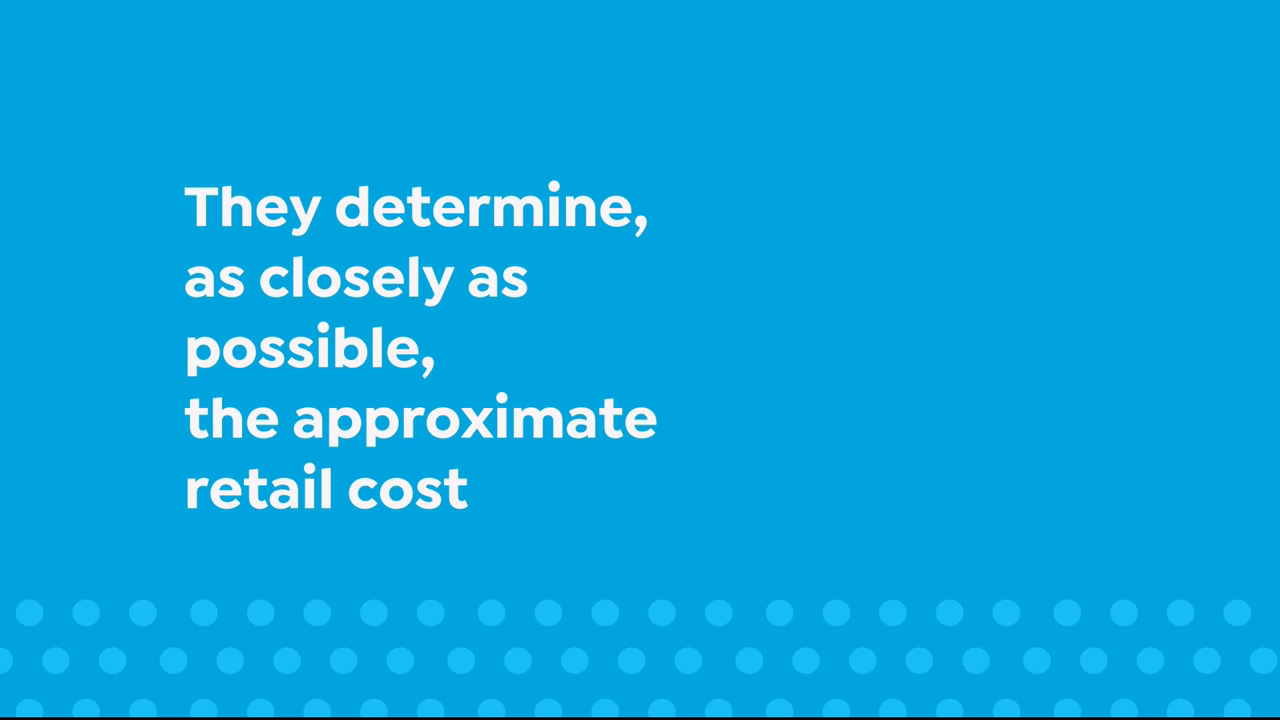 They determine,
as closely as
possible,
the approximate
retail cost